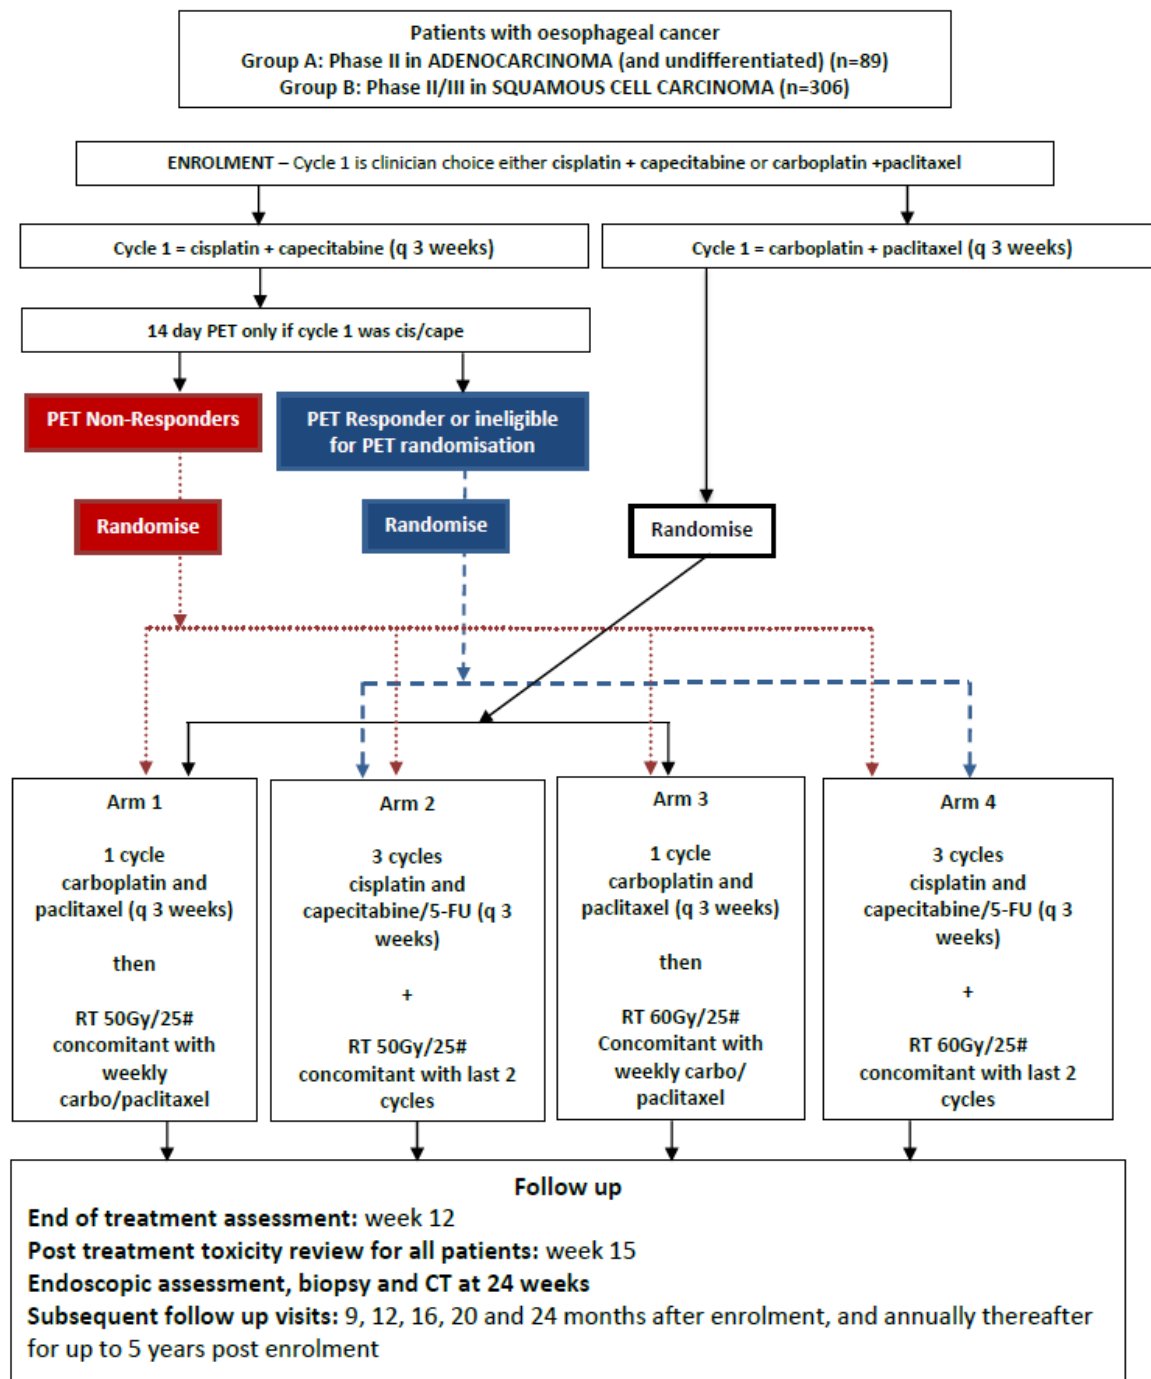 Patients with oesophageal cancer
Group A: Phase II in ADENOCARCINOMA (and undifferentiated) (n=89)
Group B: Phase II/III in SQUAMOUS CELL CARCINOMA (n=306)
ENROLMENT – Cycle 1 is clinician choice either cisplatin + capecitabine or carboplatin +paclitaxel
Cycle 1 = cisplatin + capecitabine (q 3 weeks)
Cycle 1 = carboplatin + paclitaxel (q 3 weeks)
14 day PET only if cycle 1 was cis/cape
PET Non-Responders
PET Responder or ineligible
for PET randomisation
Randomise
Randomise
Randomise
Arm 1
1 cycle
carboplatin and
paclitaxel (q 3 weeks)
then
RT 50Gy/25#
concomitant with
weekly
carbo/paclitaxel
Arm 2
3 cycles
cisplatin and
capecitabine/5-FU (q 3
weeks)
+
RT 50Gy/25#
concomitant with last 2
cycles
Arm 3
1 cycle
carboplatin and
paclitaxel (q 3 weeks)
then
RT 60Gy/25#
Concomitant with
weekly carbo/
paclitaxel
Arm 4
3 cycles
cisplatin and
capecitabine/5-FU (q 3
weeks)
+
RT 60Gy/25#
concomitant with last 2
cycles
Follow up
End of treatment assessment: week 12
Post treatment toxicity review for all patients: week 15
Endoscopic assessment, biopsy and CT at 24 weeks
Subsequent follow up visits: 9, 12, 16, 20 and 24 months after enrolment, and annually thereafter
for up to 5 years post enrolment